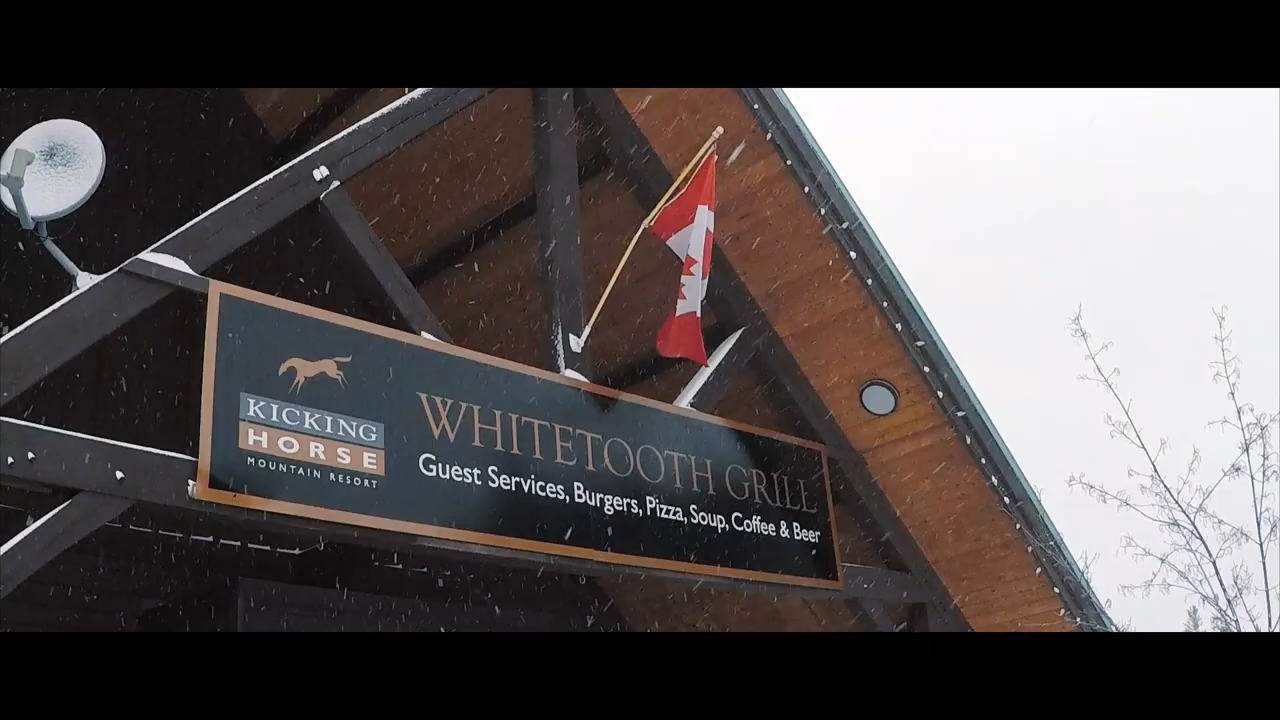 KICKING
HORSE
MOUNTAIN RESORT
WHITETOOTH GRILL
Guest Services, Burgers, Pizza, Soup, Coffee & Beer